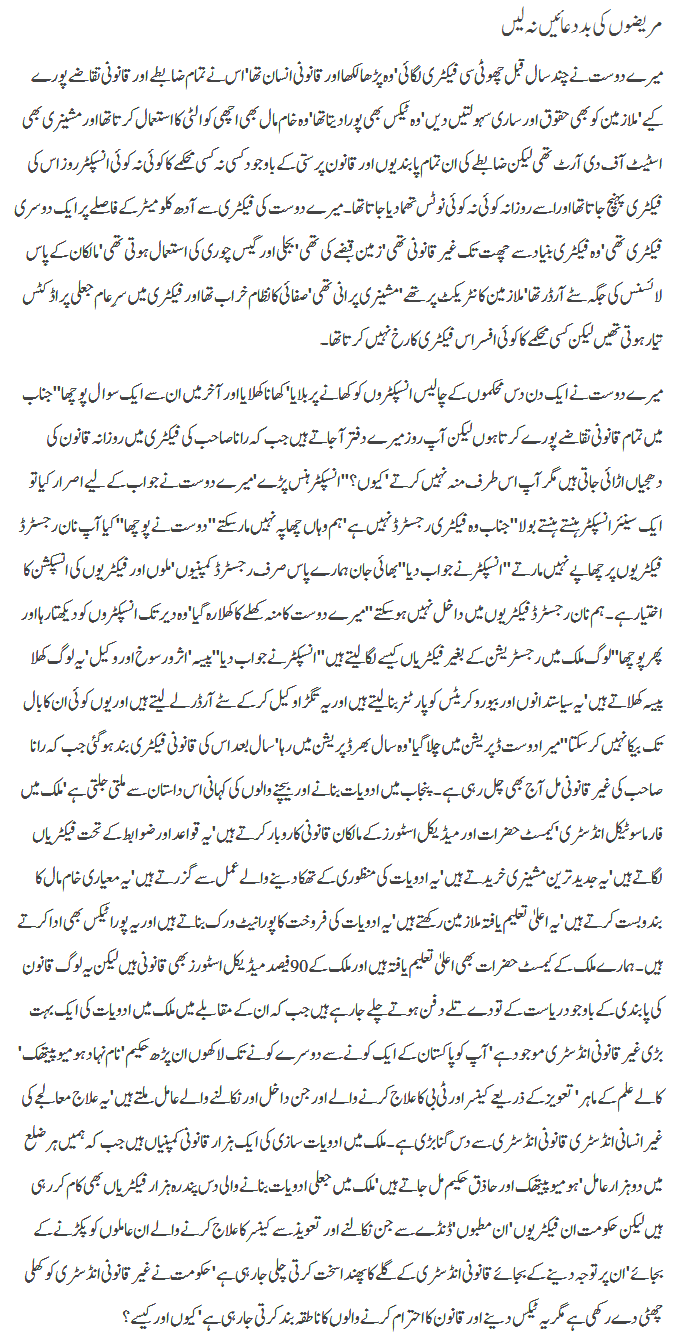 مریضوں کی بددعائیں نہ لیں
میرے دوست نے چند سال قبل چھوٹی سی فیکٹری لگائی'وہ پڑھا لکھا اور قانونی انسان تھا'اس نے تمام ضابطے اور قانونی تقاضے پورے
کیے'ملازمین کو بھی حقوق اور ساری سہولتیں دیں'وہ ٹیکس بھی پورا دیتا تھا'وہ خام مال بھی اچھی کوالٹی کا استعمال کرتا تھا اور مشینری بھی
اسٹیٹ آف دی آرٹ تھی لیکن ضابطے کی ان تمام پابندیوں اور قانون پرستی کے باوجود کسی نہ کسی محکمے کا کوئی نہ کوئی انسپکٹر روز اس کی
فیکٹری پہنچ جاتا تھا اور اسے روزانہ کوئی نہ کوئی نوٹس تھما دیا جاتا تھا۔میرے دوست کی فیکٹری سے آدھ کلومیٹر کے فاصلے پر ایک دوسری
فیکٹری تھی'وہ فیکٹری بنیاد سے چھت تک غیر قانونی تھی'زمین قبضے کی تھی'بجلی اور گیس چوری کی استعمال ہوتی تھی'مالکان کے پاس
لائسنس کی جگہ سٹے آرڈر تھا'ملازمین کانٹریکٹ پر تھے'مشینری پرانی تھی'صفائی کا نظام خراب تھا اور فیکٹری میں سرِعام جعلی پراڈکٹس
تیار ہوتی تھیں لیکن کسی محکمے کا کوئی افسر اس فیکٹری کا رخ نہیں کرتا تھا۔
میرے دوست نے ایک دن دس محکموں کے چالیس انسپکٹروں کو کھانے پر بلایا'کھانا کھلایا اور آخر میں ان سے ایک سوال پوچھا''جناب
میں تمام قانونی تقاضے پورے کرتا ہوں لیکن آپ روز میرے دفتر آ جاتے ہیں جب کہ رانا صاحب کی فیکٹری میں روزانہ قانون کی
دھجیاں اڑائی جاتی ہیں مگر آپ اس طرف منہ نہیں کرتے'کیوں؟''انسپکٹر ہنس پڑے'میرے دوست نے جواب کے لیے اصرار کیا تو
ایک سینئر انسپکٹر ہنستے ہنستے بولا''جناب وہ فیکٹری رجسٹرڈ نہیں ہے'ہم وہاں چھاپہ نہیں مار سکتے''دوست نے پوچھا''کیا آپ نان رجسٹرڈ
فیکٹریوں پر چھاپے نہیں مارتے''انسپکٹر نے جواب دیا''بھائی جان ہمارے پاس صرف رجسٹرڈ کمپنیوں'ملوں اور فیکٹریوں کی انسپکشن کا
اختیار ہے۔ہم نان رجسٹرڈ فیکٹریوں میں داخل نہیں ہو سکتے''میرے دوست کا منہ کھلے کا کھلا رہ گیا'وہ دیر تک انسپکٹروں کو دیکھتا رہا اور
پھر پوچھا''لوگ ملک میں رجسٹریشن کے بغیر فیکٹریاں کیسے لگا لیتے ہیں''انسپکٹر نے جواب دیا''پیسہ'اثرورسوخ اور وکیل'یہ لوگ کھلا
پیسہ کھلاتے ہیں'یہ سیاستدانوں اور بیوروکریٹس کو پارٹنر بنا لیتے ہیں اور یہ تگڑا وکیل کر کے سٹے آرڈر لے لیتے ہیں اور یوں کوئی ان کا بال
تک بیکا نہیں کر سکتا''میرا دوست ڈپریشن میں چلا گیا'وہ سال بھر ڈپریشن میں رہا'سال بعد اس کی قانونی فیکٹری بند ہو گئی جب کہ رانا
صاحب کی غیر قانونی مل آج بھی چل رہی ہے۔پنجاب میں ادویات بنانے اور بیچنے والوں کی کہانی اس داستان سے ملتی جلتی ہے'ملک میں
فارماسوٹیکل انڈسٹری'کیمسٹ حضرات اور میڈیکل اسٹورز کے مالکان قانونی کاروبار کرتے ہیں'یہ قواعد اور ضوابط کے تحت فیکٹریاں
لگاتے ہیں'یہ جدید ترین مشینری خریدتے ہیں'یہ ادویات کی منظوری کے تھکا دینے والے عمل سے گزرتے ہیں'یہ معیاری خام مال کا
بندوبست کرتے ہیں'یہ اعلیٰ تعلیم یافتہ ملازمین رکھتے ہیں'یہ ادویات کی فروخت کا پورا نیٹ ورک بناتے ہیں اور یہ پورا ٹیکس بھی ادا کرتے
ہیں۔ہمارے ملک کے کیمسٹ حضرات بھی اعلیٰ تعلیم یافتہ ہیں اور ملک کے 90فیصد میڈیکل اسٹورز بھی قانونی ہیں لیکن یہ لوگ قانون
کی پابندی کے باوجود ریاست کے تودے تلے دفن ہوتے چلے جا رہے ہیں جب کہ ان کے مقابلے میں ملک میں ادویات کی ایک بہت
بڑی غیر قانونی انڈسٹری موجود ہے'آپ کو پاکستان کے ایک کونے سے دوسرے کونے تک لاکھوں ان پڑھ حکیم'نام نہاد ہومیوپیتھک'
کالے علم کے ماہر'تعویز کے ذریعے کینسر اور ٹی بی کا علاج کرنے والے اور جن داخل اور نکالنے والے عامل ملتے ہیں'یہ علاج معالجے کی
غیر انسانی انڈسٹری قانونی انڈسٹری سے دس گنا بڑی ہے۔ملک میں ادویات سازی کی ایک ہزار قانونی کمپنیاں ہیں جب کہ ہمیں ہر ضلع
میں دو ہزار عامل'ہومیوپیتھک اور حاذق حکیم مل جاتے ہیں'ملک میں جعلی ادویات بنانے والی دس پندرہ ہزار فیکٹریاں بھی کام کر رہی
ہیں لیکن حکومت ان فیکٹریوں'ان مطبوں'ڈنڈے سے جن نکالنے اور تعویذ سے کینسر کا علاج کرنے والے ان عاملوں کو پکڑنے کے
بجائے'ان پر توجہ دینے کے بجائے قانونی انڈسٹری کے گلے کا پھندا سخت کرتی چلی جا رہی ہے'حکومت نے غیر قانونی انڈسٹری کو کھلی
چھٹی دے رکھی ہے مگر یہ ٹیکس دینے اور قانون کا احترام کرنے والوں کا ناطقہ بند کرتی جا رہی ہے'کیوں اور کیسے؟